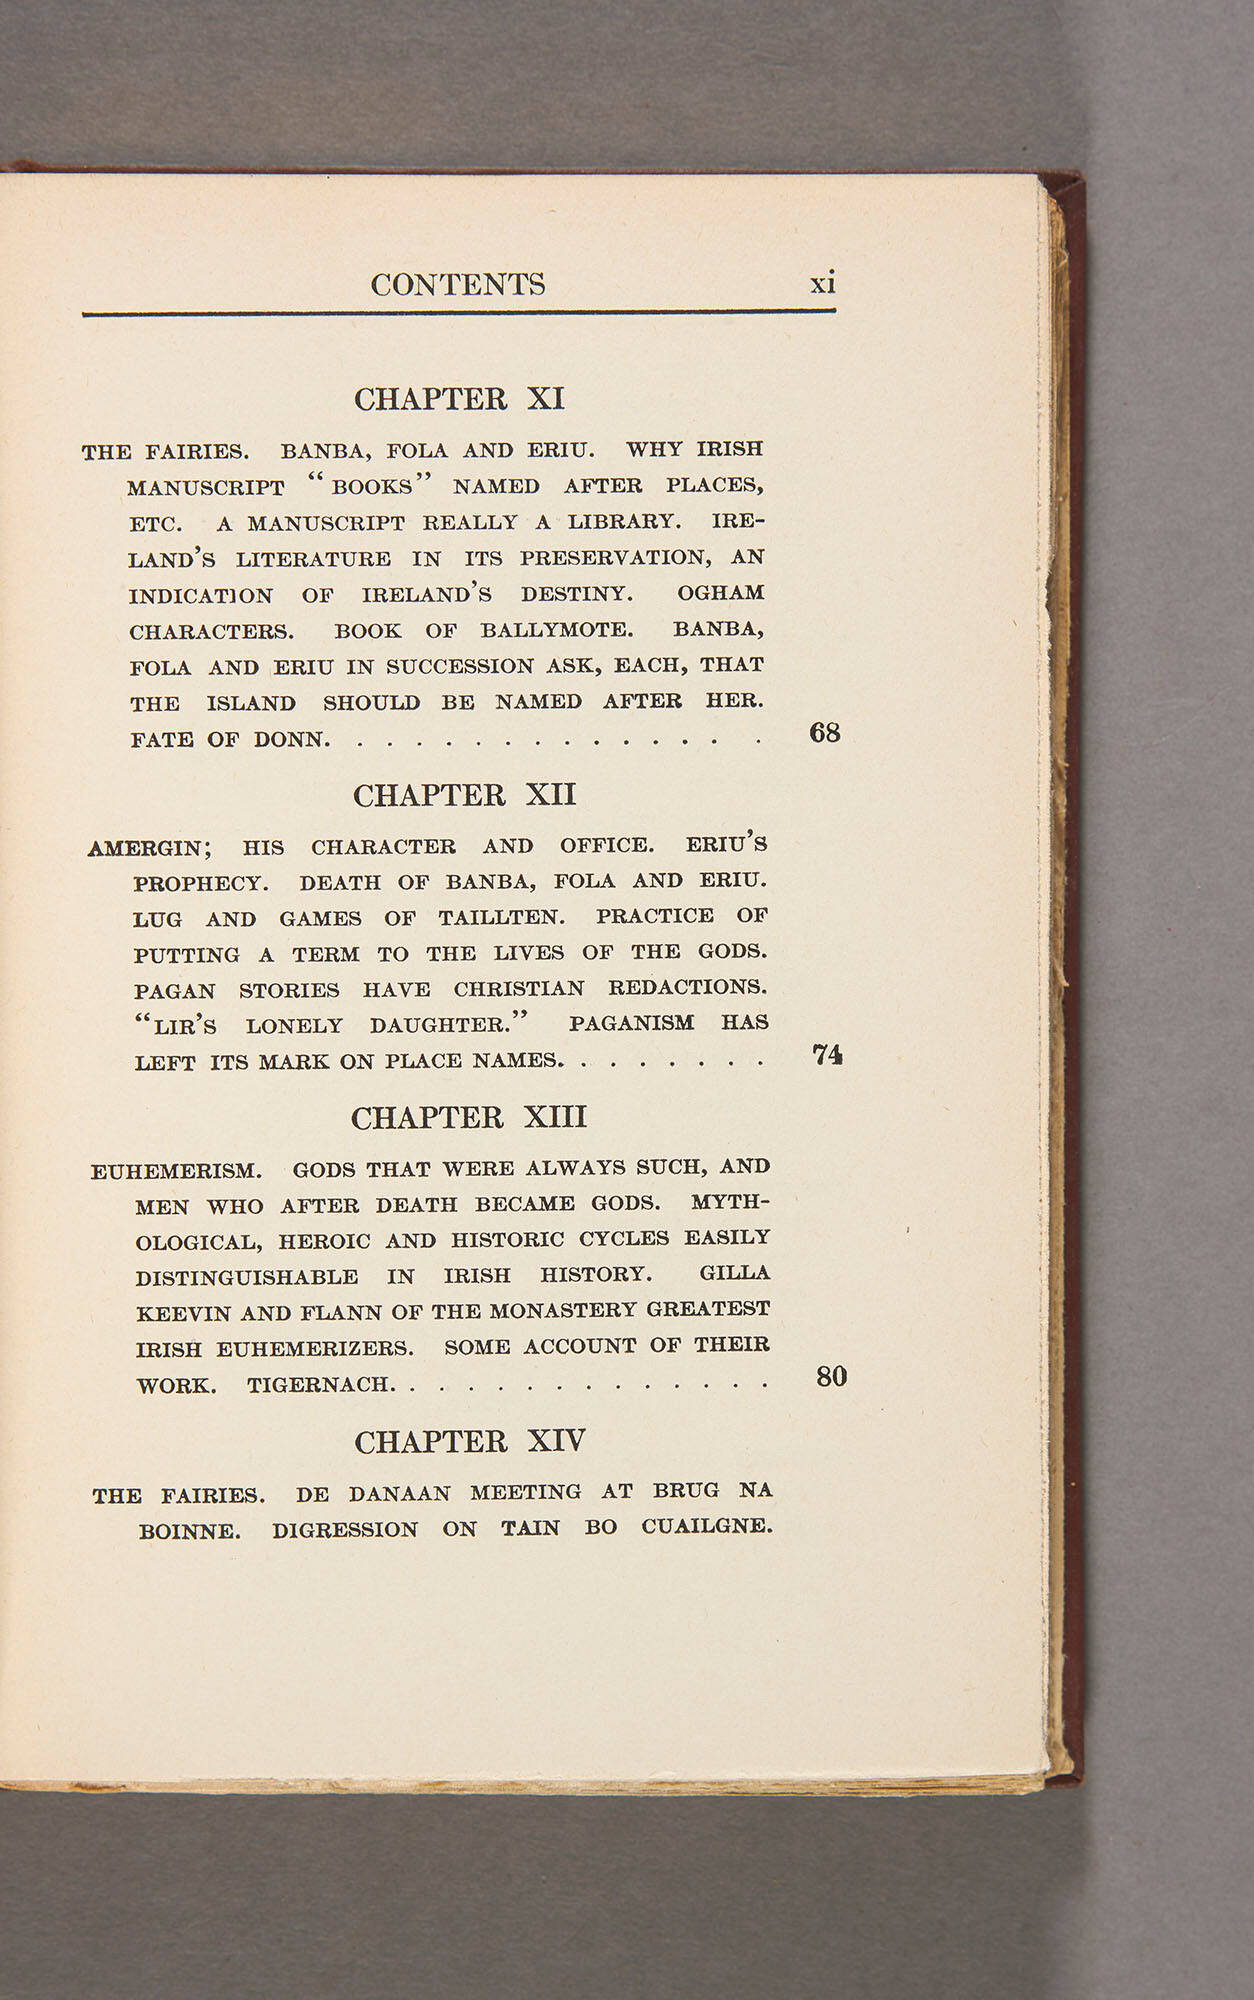 CONTENTS xi
CHAPTER XI
THE FAIRIES. BANBA, FOLA AND ERIU. WHY IRISH
MANUSCRIPT "BOOKS" NAMED AFTER PLACES,
ETC. A MANUSCRIPT REALLY A LIBRARY. IRE-
LAND'S LITERATURE IN ITS PRESERVATION, AN
INDICATION OF IRELAND'S DESTINY. OGHAM
CHARACTERS. BOOK OF BALLYMOTE. BANBA,
FOLA AND ERIU IN SUCCESSION ASK, EACH, THAT
THE ISLAND SHOULD BE NAMED AFTER HER.
FATE OF DONN. . . . . . . . . . . . . . . . 68
CHAPTER XII
AMERGIN; HIS CHARACTER AND OFFICE. ERIU'S
PROPHECY. DEATH OF BANBA, FOLA AND ERIU.
LUG AND GAMES OF TAILLTEN. PRACTICE OF
PUTTING A TERM TO THE LIVES OF THE GODS.
PAGAN STORIES HAVE CHRISTIAN REDACTIONS.
"LIR'S LONELY DAUGHTER." PAGANISM HAS
LEFT ITS MARK ON PLACE NAMES. . . . . . . . 74
CHAPTER XIII
EUHEMERISM. GODS THAT WERE ALWAYS SUCH, AND
MEN WHO AFTER DEATH BECAME GODS. MYTH-
OLOGICAL, HEROIC AND HISTORIC CYCLES EASILY
DISTINGUISHABLE IN IRISH HISTORY. GILLA
KEEVIN AND FLANN OF THE MONASTERY GREATEST
IRISH EUHEMERIZERS. SOME ACCOUNT OF THEIR
WORK. TIGERNACH. . . . . . . . . . . . . . 80
CHAPTER XIV
THE FAIRIES. DE DANAAN MEETING AT BRUG NA
BOINNE. DIGRESSION ON TAIN BO CUAILGNE.